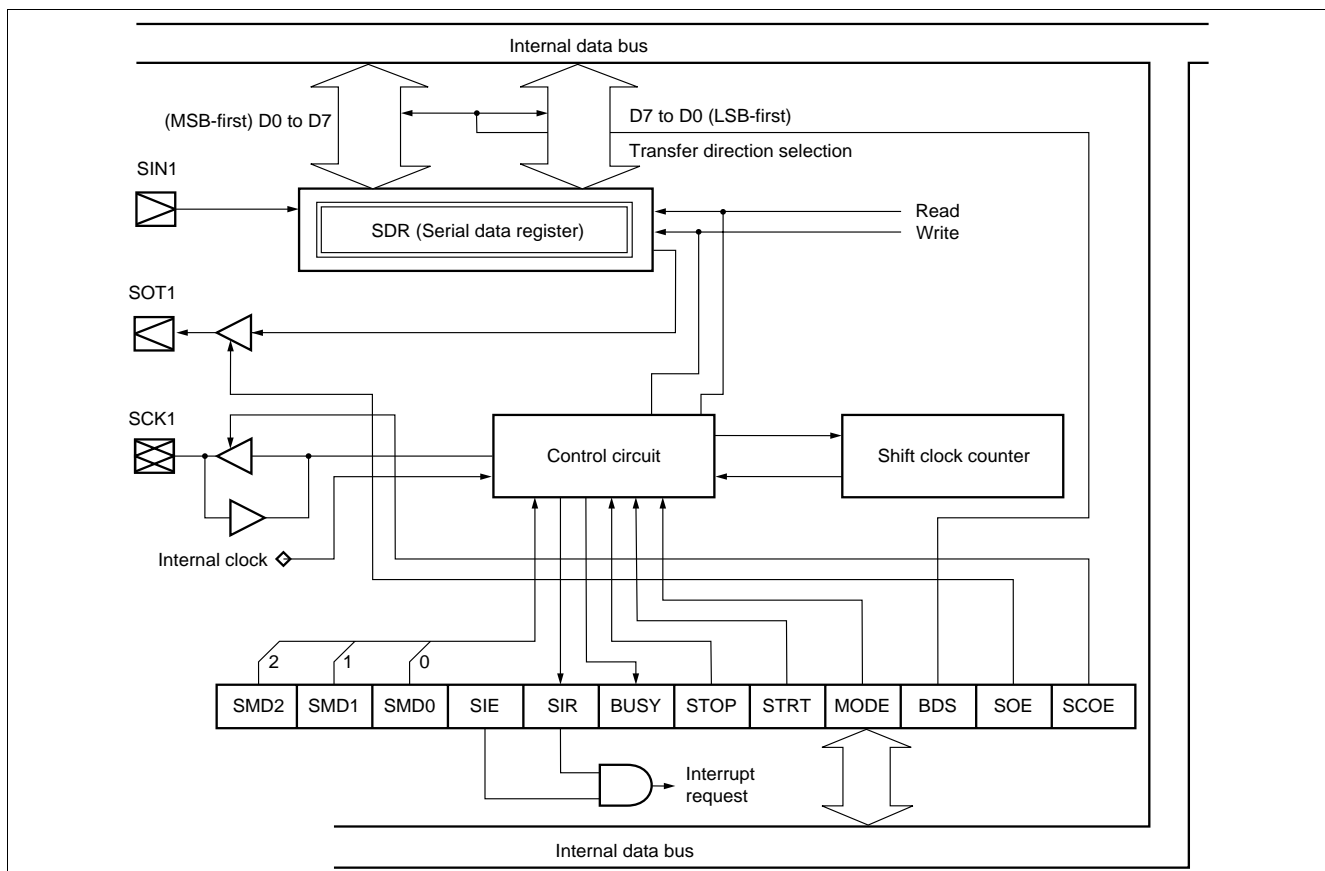 Internal data bus
(MSB-first) D0 to D7
D7 to D0 (LSB-first)
Transfer direction selection
SIN1
SDR (Serial data register)
Read
Write
SOT1
SCK1
Control circuit
Shift clock counter
Internal clock
2
1
0
SMD2
SMD1
SMD0
SIE
SIR
BUSY
STOP
STRT
MODE
BDS
SOE
SCOE
Interrupt
request
Internal data bus